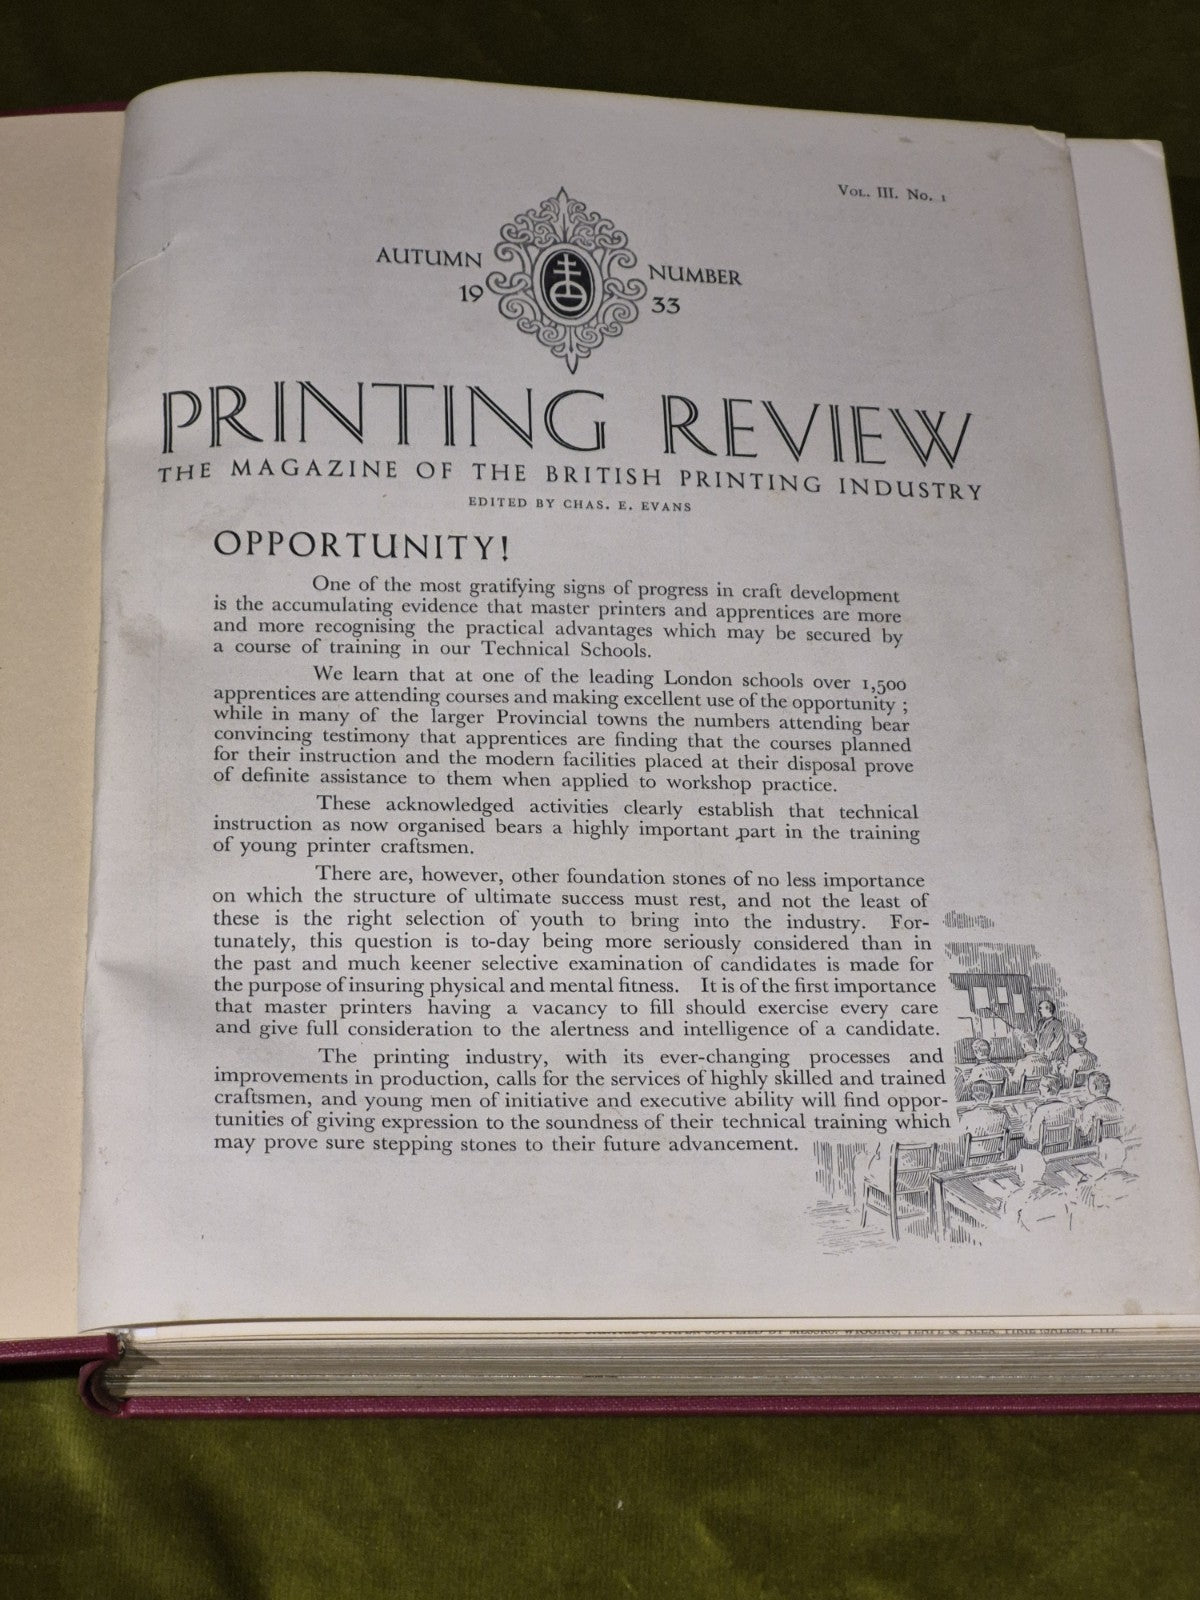 VOL. III. No. 1
AUTUMN NUMBER
19 33
PRINTING REVIEW
THE MAGAZINE OF THE BRITISH PRINTING INDUSTRY
EDITED BY CHAS. E. EVANS
OPPORTUNITY!
One of the most gratifying signs of progress in craft development
is the accumulating evidence that master printers and apprentices are more
and more recognising the practical advantages which may be secured by
a course of training in our Technical Schools.
We learn that at one of the leading London schools over 1,500
apprentices are attending courses and making excellent use of the opportunity ;
while in many of the larger Provincial towns the numbers attending bear
convincing testimony that apprentices are finding that the courses planned
for their instruction and the modern facilities placed at their disposal prove
of definite assistance to them when applied to workshop practice.
These acknowledged activities clearly establish that technical
instruction as now organised bears a highly important part in the training
of young printer craftsmen.
There are, however, other foundation stones of no less importance
on which the structure of ultimate success must rest, and not the least of
these is the right selection of youth to bring into the industry. For-
tunately, this question is to-day being more seriously considered than in
the past and much keener selective examination of candidates is made for
the purpose of insuring physical and mental fitness. It is of the first importance
that master printers having a vacancy to fill should exercise every care
and give full consideration to the alertness and intelligence of a candidate.
The printing industry, with its ever-changing processes and
improvements in production, calls for the services of highly skilled and trained
craftsmen, and young men of initiative and executive ability will find oppor-
tunities of giving expression to the soundness of their technical training which
may prove sure stepping stones to their future advancement.